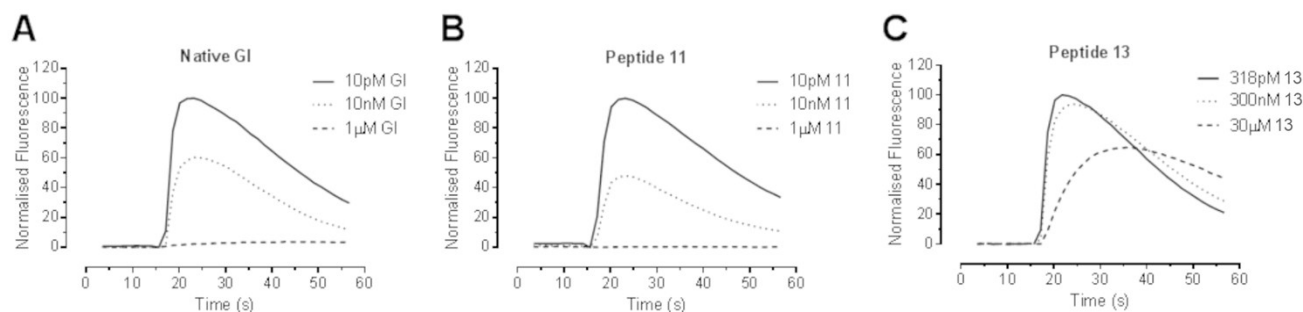 A
Native GI
Normalised Fluorescence
120
100
80
60
40
20
0
0 10 20 30 40 50 60
Time (s)
10pM GI
10nM GI
1µM GI
B
Peptide 11
Normalised Fluorescence
120
100
80
60
40
20
0
0 10 20 30 40 50 60
Time (s)
10pM 11
10nM 11
1µM 11
C
Peptide 13
Normalised Fluorescence
120
100
80
60
40
20
0
0 10 20 30 40 50 60
Time (s)
318pM 13
300nM 13
30µM 13